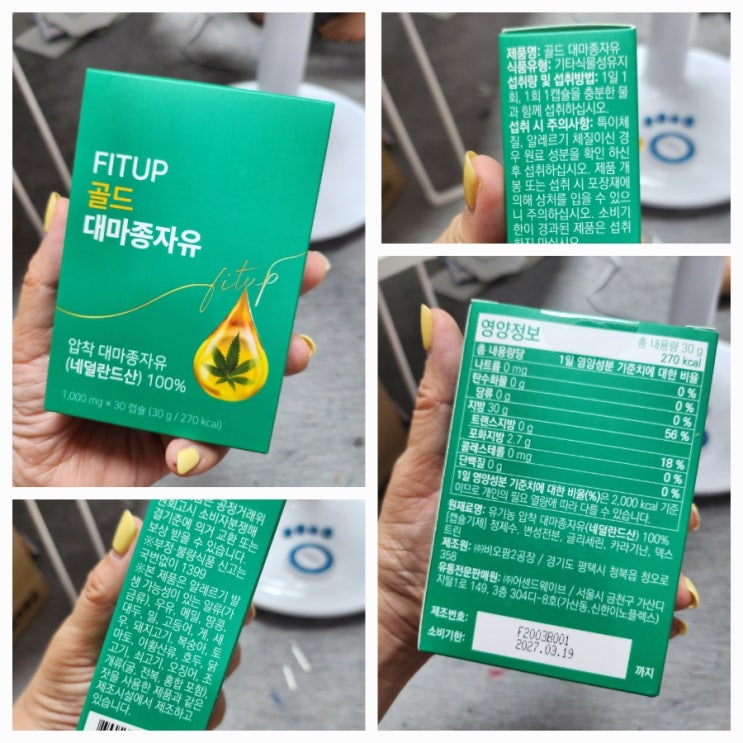 FITUP
골드
대마종자유
fitup
압착 대마종자유
(네덜란드산) 100%
1,000 mg × 30 캡슐 (30 g / 270 kcal)
제품명: 골드 대마종자유
식품유형: 기타식물성유지
섭취량 및 섭취방법: 1일 1
회, 1회 1캡슐을 충분한 물
과 함께 섭취하십시오.
섭취 시 주의사항: 특이체
질, 알레르기 체질이신 경
우 원료 성분을 확인 하신
후 섭취하십시오. 제품 개
봉 또는 섭취 시 포장재에
의해 상처를 입을 수 있으
니 주의하십시오. 소비기
한이 경과된 제품은 섭취
하지 마십시오
영양정보
총 내용량 30 g
270 kcal
총 내용량당 1일 영양성분 기준치에 대한 비율
나트륨 0 mg 0 %
탄수화물 0 g 0 %
당류 0 g 0 %
지방 30 g 56 %
트랜스지방 0 g
포화지방 2.7 g 18 %
콜레스테롤 0 mg 0 %
단백질 0 g 0 %
1일 영양성분 기준치에 대한 비율(%)은 2,000 kcal 기준
이므로 개인의 필요 열량에 따라 다를 수 있습니다.
원재료명: 유기농 압착 대마종자유(네덜란드산) 100%
[캡슐기제] 정제수, 변성전분, 글리세린, 카라기난, 덱스
트린
제조원: ㈜비오팜2공장 / 경기도 평택시 청북읍 청오로
358
유통전문판매원: ㈜어센드웨이브 / 서울시 금천구 가산디
지털1로 149, 3층 304디-8호(가산동,신한이노플렉스)
제조번호: F2003B001
소비기한: 2027.03.19 까지
공정거래위
원회고시 소비자분쟁해
결기준에 의거 교환 또는
보상 받을 수 있습니다.
※부정·불량식품 신고는
국번없이 1399
※본 제품은 알레르기 발
생 가능성이 있는 알류(가
금류), 우유, 메밀, 땅콩,
대두, 밀, 고등어, 게, 새
우, 돼지고기, 복숭아, 토
마토, 아황산류, 호두, 닭
고기, 쇠고기, 오징어, 조
개류(굴, 전복, 홍합 포함),
잣을 사용한 제품과 같은
제조시설에서 제조하고
있습니다.